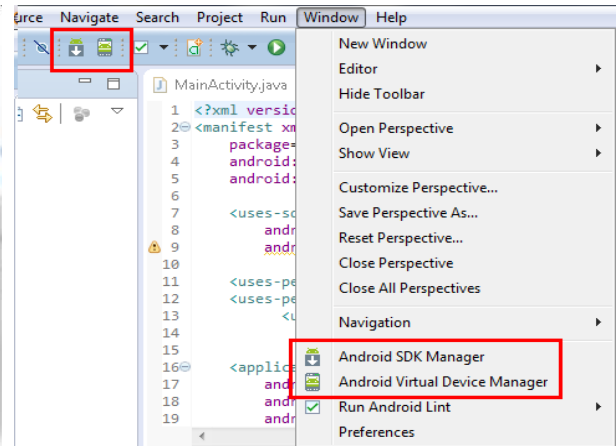 urce Navigate Search Project Run Window Help
MainActivity.java
1 <?xml versic
2 <manifest xm
3 package=
4 android:
5 android:
6
7 <uses-sd
8 andr
9 andr
10
11 <uses-pe
12 <uses-pe
13 <u
14
15
16 <applica
17 andr
18 andr
19 andr
New Window
Editor
Hide Toolbar
Open Perspective
Show View
Customize Perspective...
Save Perspective As...
Reset Perspective...
Close Perspective
Close All Perspectives
Navigation
Android SDK Manager
Android Virtual Device Manager
Run Android Lint
Preferences